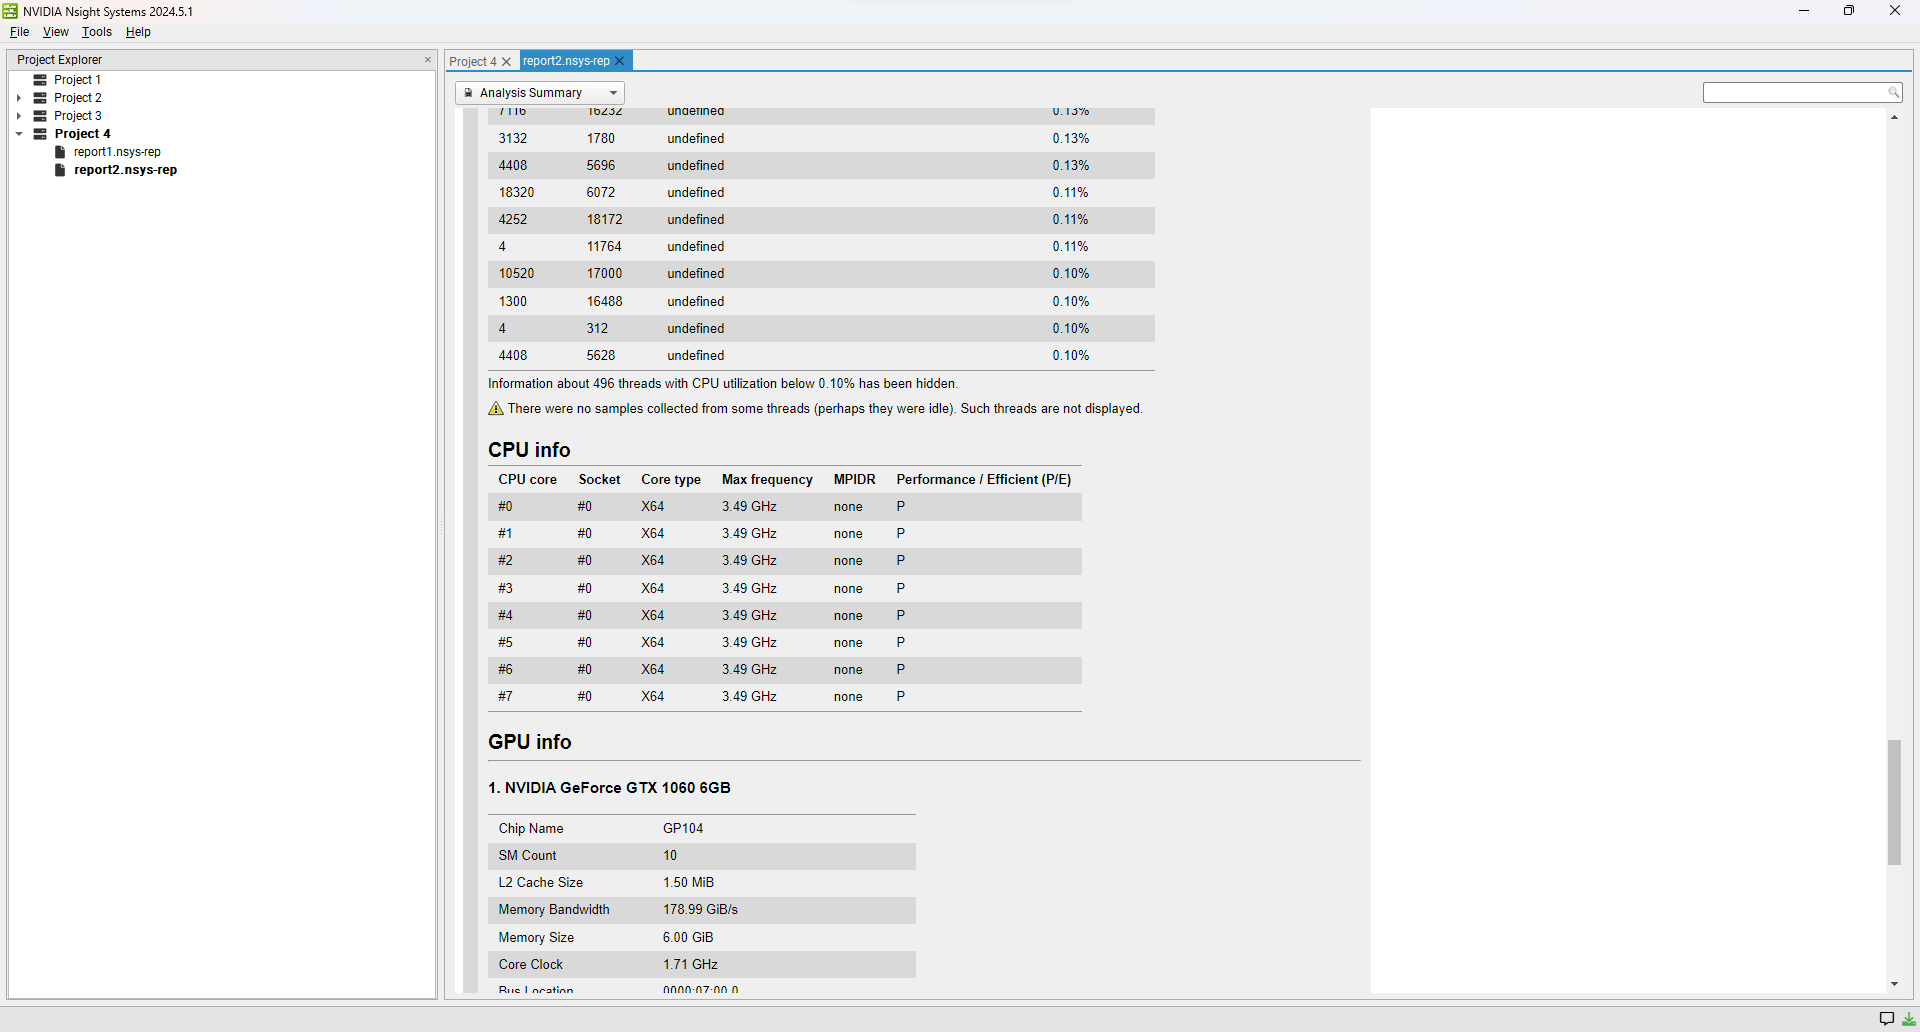 NVIDIA Nsight Systems 2024.5.1
File View Tools Help
Project Explorer
Project 1
Project 2
Project 3
Project 4
report1.nsys-rep
report2.nsys-rep
Project 4 report2.nsys-rep
Analysis Summary
7116 16232 undefined 0.13%
3132 1780 undefined 0.13%
4408 5696 undefined 0.13%
18320 6072 undefined 0.11%
4252 18172 undefined 0.11%
4 11764 undefined 0.11%
10520 17000 undefined 0.10%
1300 16488 undefined 0.10%
4 312 undefined 0.10%
4408 5628 undefined 0.10%
Information about 496 threads with CPU utilization below 0.10% has been hidden.
There were no samples collected from some threads (perhaps they were idle). Such threads are not displayed.
CPU info
CPU core Socket Core type Max frequency MPIDR Performance / Efficient (P/E)
#0 #0 X64 3.49 GHz none P
#1 #0 X64 3.49 GHz none P
#2 #0 X64 3.49 GHz none P
#3 #0 X64 3.49 GHz none P
#4 #0 X64 3.49 GHz none P
#5 #0 X64 3.49 GHz none P
#6 #0 X64 3.49 GHz none P
#7 #0 X64 3.49 GHz none P
GPU info
1. NVIDIA GeForce GTX 1060 6GB
Chip Name GP104
SM Count 10
L2 Cache Size 1.50 MiB
Memory Bandwidth 178.99 GiB/s
Memory Size 6.00 GiB
Core Clock 1.71 GHz
Bus Location 0000:07:00.0